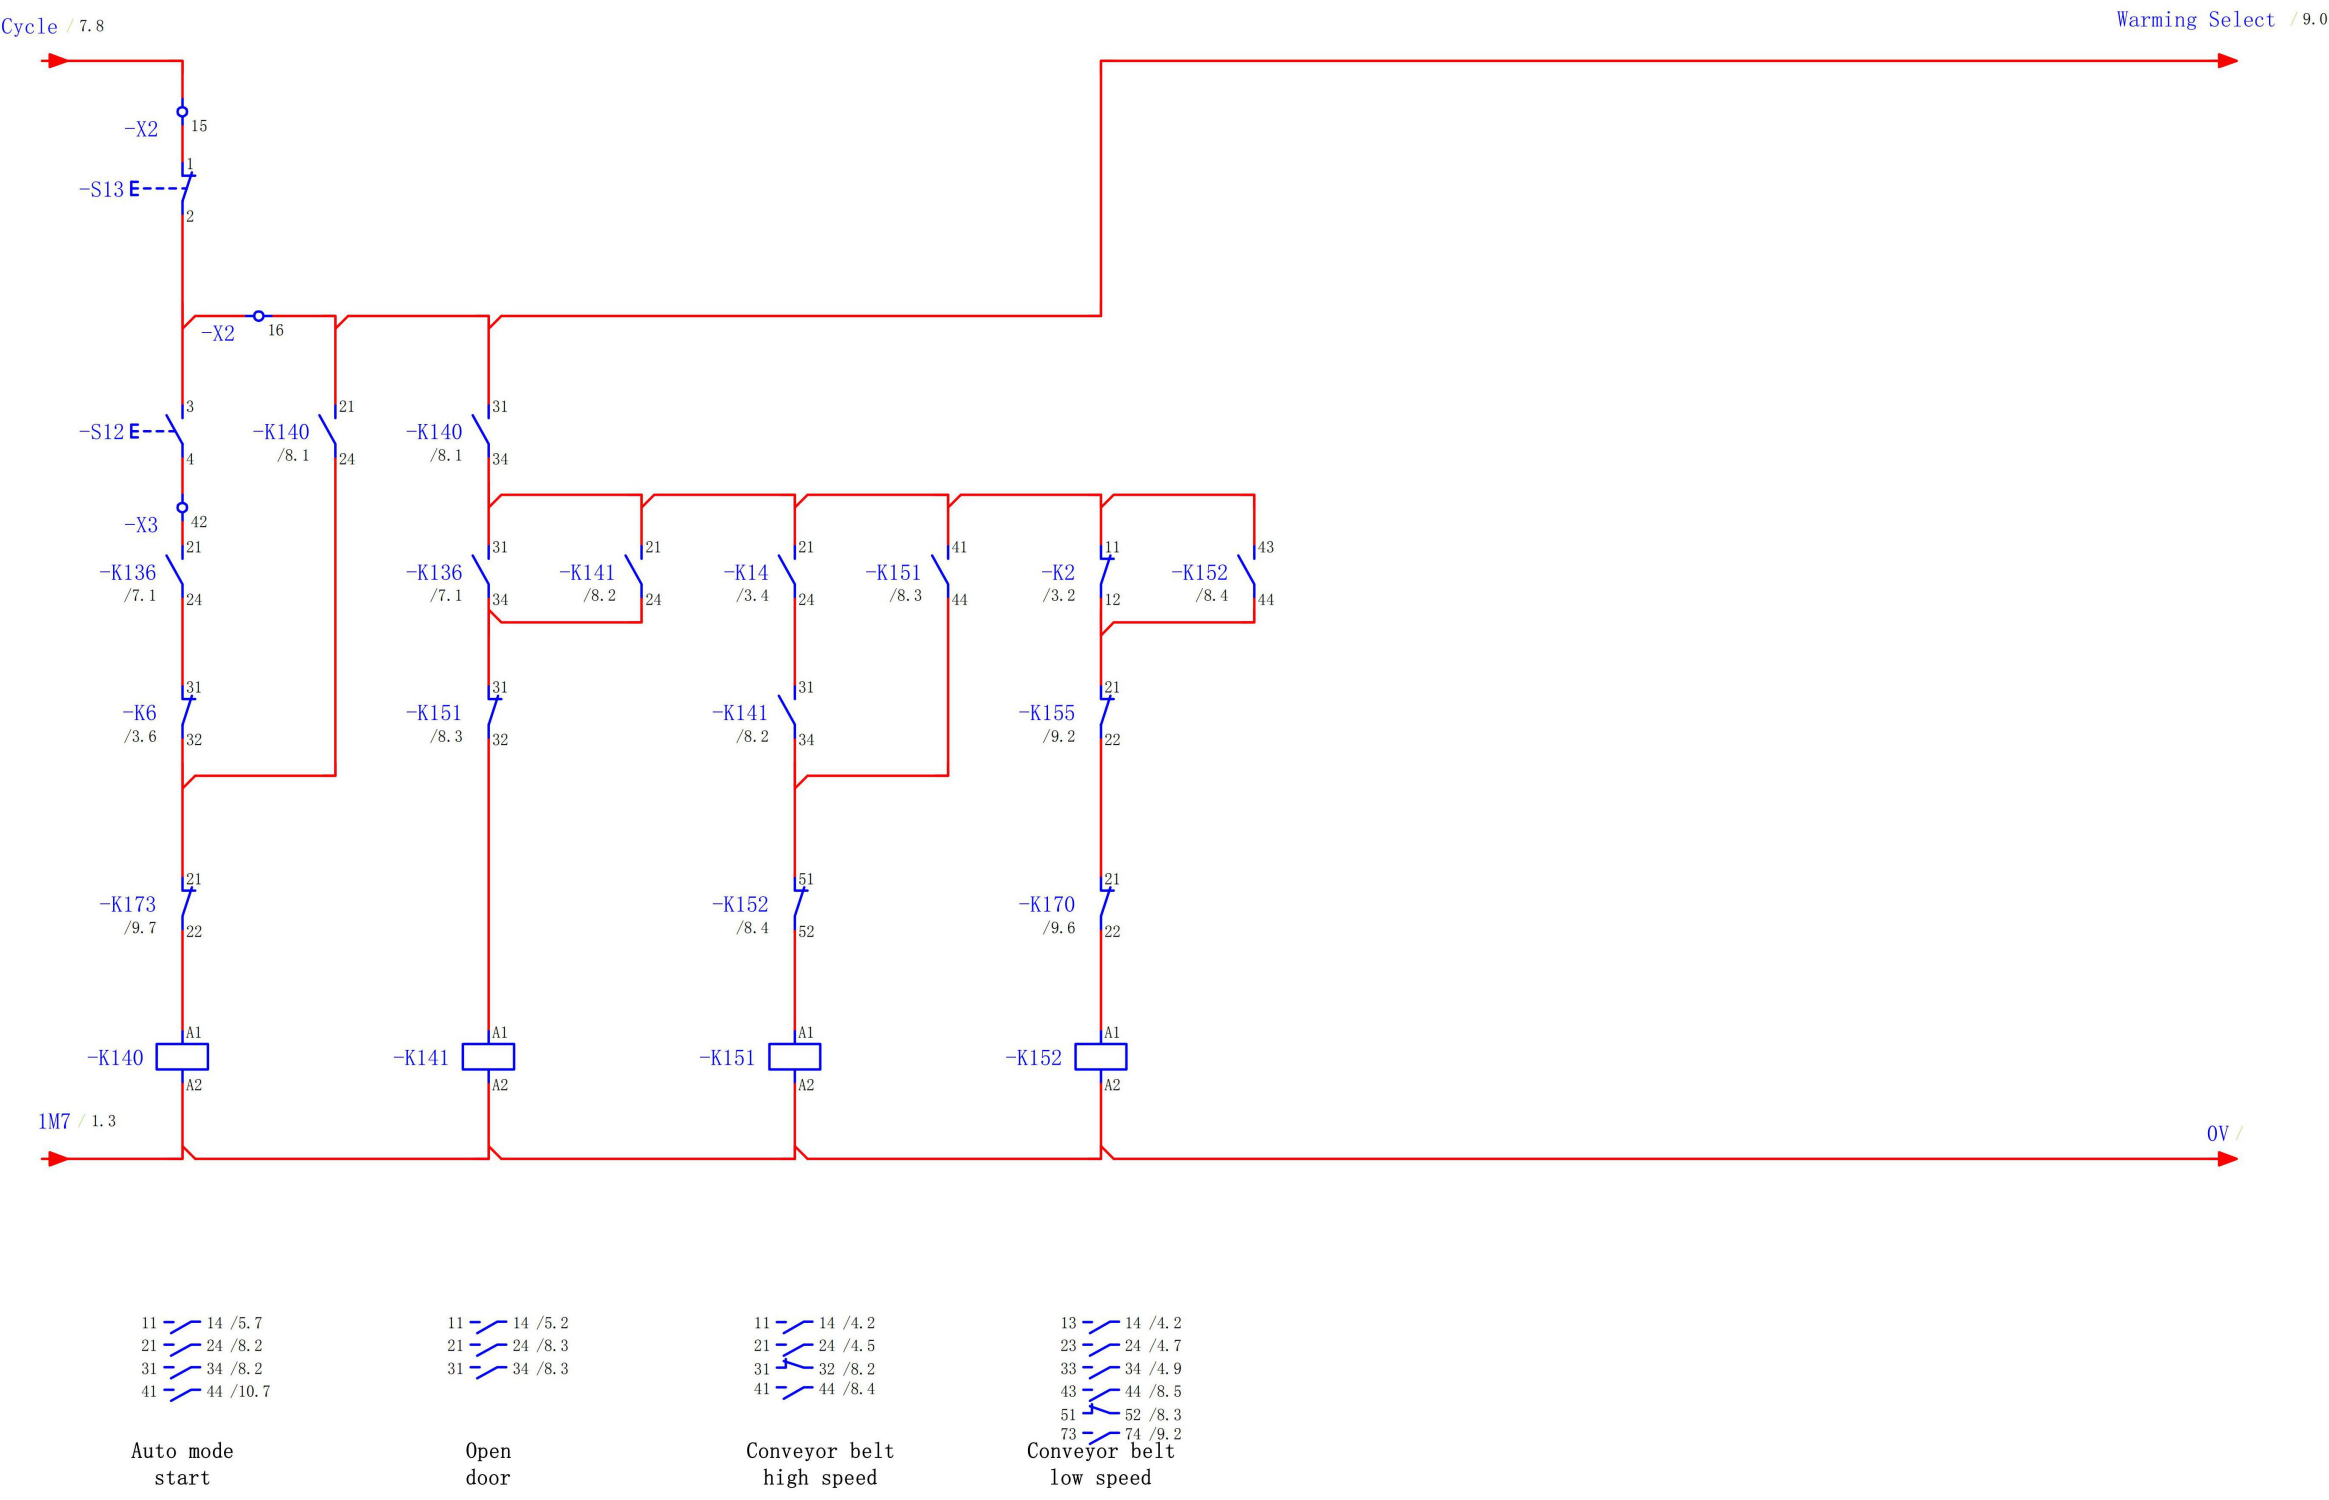 Cycle / 7.8
Warming Select / 9.0
-X2
15
1
-S13
2
-X2
16
3
-S12
4
21
-K140
/8.1
24
31
-K140
/8.1
34
-X3
42
21
-K136
/7.1
24
31
-K136
/7.1
34
21
-K141
/8.2
24
21
-K14
/3.4
24
41
-K151
/8.3
44
11
-K2
/3.2
12
43
-K152
/8.4
44
31
-K6
/3.6
32
31
-K151
/8.3
32
31
-K141
/8.2
34
21
-K155
/9.2
22
21
-K173
/9.7
22
51
-K152
/8.4
52
21
-K170
/9.6
22
A1
-K140
A2
A1
-K141
A2
A1
-K151
A2
A1
-K152
A2
1M7 / 1.3
0V /
11 14 /5.7
21 24 /8.2
31 34 /8.2
41 44 /10.7
Auto mode
start
11 14 /5.2
21 24 /8.3
31 34 /8.3
Open
door
11 14 /4.2
21 24 /4.5
31 32 /8.2
41 44 /8.4
Conveyor belt
high speed
13 14 /4.2
23 24 /4.7
33 34 /4.9
43 44 /8.5
51 52 /8.3
73 74 /9.2
Conveyor belt
low speed